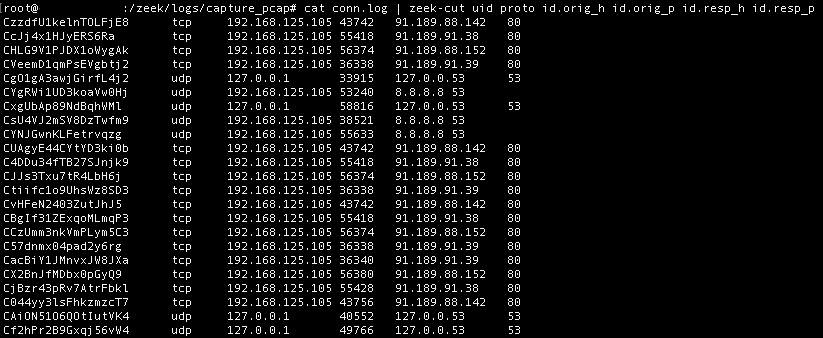 [root@ :/zeek/logs/capture_pcap# cat conn.log | zeek-cut uid proto id.orig_h id.orig_p id.resp_h id.resp_p
CzzdfU1kelnTOLFjE8 tcp 192.168.125.105 43742 91.189.88.142 80
CcJj4x1HJyERS6Ra tcp 192.168.125.105 55418 91.189.91.38 80
CHLG9V1PJDX1oWygAk tcp 192.168.125.105 56374 91.189.88.152 80
CVeemD1qmPsEVgbtj2 tcp 192.168.125.105 36338 91.189.91.39 80
CgO1gA3awjGirfL4j2 udp 127.0.0.1 33915 127.0.0.53 53
CYgRWi1UD3koaVw0Hj udp 192.168.125.105 53240 8.8.8.8 53
CxgUbAp89NdBqhWMl udp 127.0.0.1 58816 127.0.0.53 53
CsU4VJ2mSV8DzTwfm9 udp 192.168.125.105 38521 8.8.8.8 53
CYNJGwnKLFetrvqzg udp 192.168.125.105 55633 8.8.8.8 53
CUAgyE44CYtYD3ki0b tcp 192.168.125.105 43742 91.189.88.142 80
C4DDu34fTB27SJnjk9 tcp 192.168.125.105 55418 91.189.91.38 80
CJJs3Txu7tR4LbH6j tcp 192.168.125.105 56374 91.189.88.152 80
Ctiifc1o9UhsWz8SD3 tcp 192.168.125.105 36338 91.189.91.39 80
CvHFeN2403ZutJhJ5 tcp 192.168.125.105 43742 91.189.88.142 80
CBgIf31ZExqoMLmqP3 tcp 192.168.125.105 55418 91.189.91.38 80
CCzUmm3nkVmPLym5C3 tcp 192.168.125.105 56374 91.189.88.152 80
C57dnmx04pad2y6rg tcp 192.168.125.105 36338 91.189.91.39 80
CacBiY1JMnvxJW8JXa tcp 192.168.125.105 36340 91.189.91.39 80
CX2BnJfMDbx0pGyQ9 tcp 192.168.125.105 56380 91.189.88.152 80
CjBzr43pRv7AtrFbkl tcp 192.168.125.105 55428 91.189.91.38 80
C044yy3lsFhkzmzcT7 tcp 192.168.125.105 43756 91.189.88.142 80
CAiON51O6QOtIutVK4 udp 127.0.0.1 40552 127.0.0.53 53
Cf2hPr2B9Gxqj56vW4 udp 127.0.0.1 49766 127.0.0.53 53